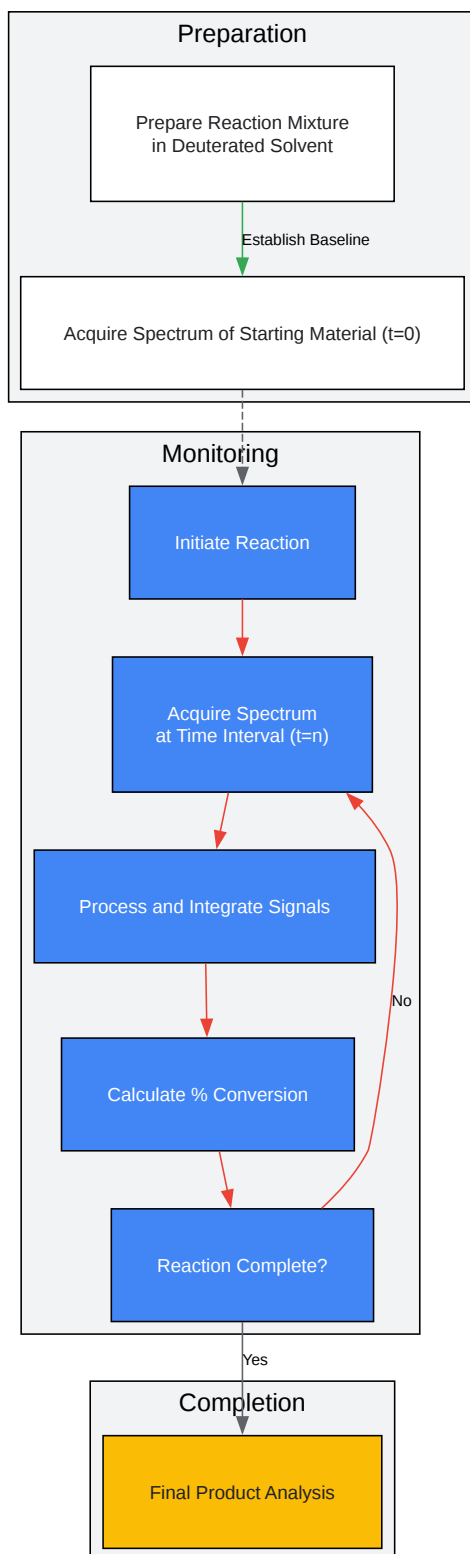 Preparation
Prepare Reaction Mixture
in Deuterated Solvent
Establish Baseline
Acquire Spectrum of Starting Material (t=0)
Monitoring
Initiate Reaction
Acquire Spectrum
at Time Interval (t=n)
Process and Integrate Signals
No
Calculate % Conversion
Reaction Complete?
Yes
Completion
Final Product Analysis